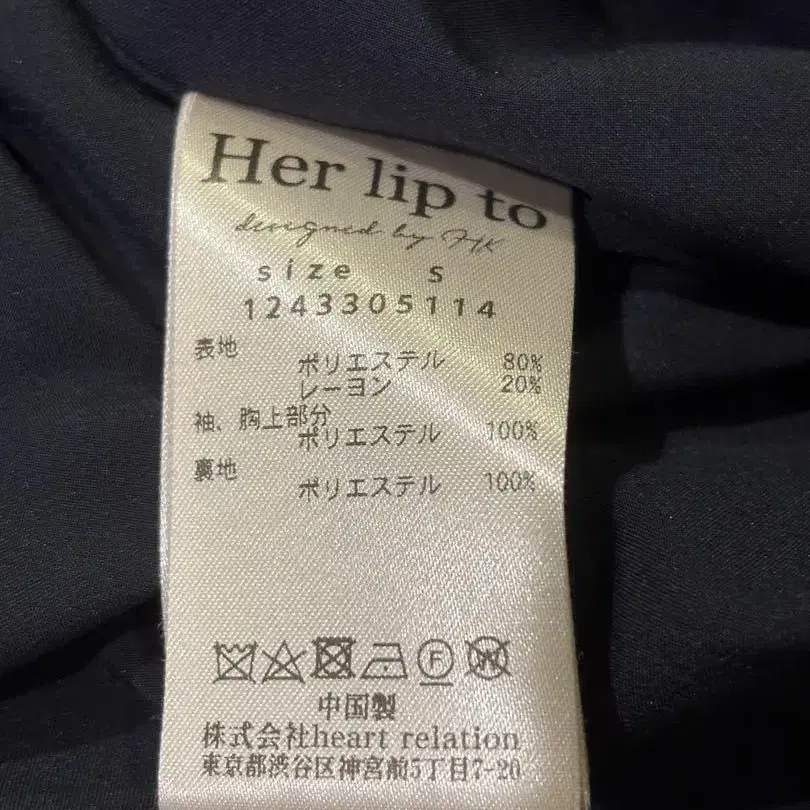 Her lip to
designed by HK
size S
1243305114
表地
ポリエステル 80%
レーヨン 20%
袖、胸上部分
ポリエステル 100%
裏地
ポリエステル 100%
F W
中国製
株式会社heart relation
東京都渋谷区神宮前5丁目7-20